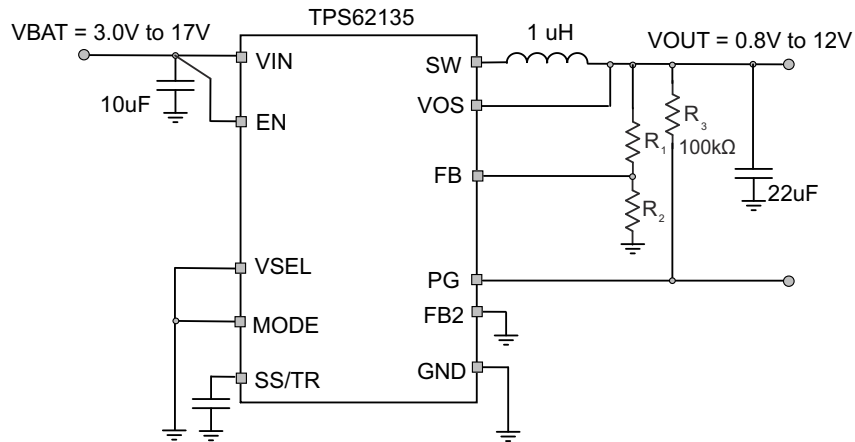 TPS62135
VBAT = 3.0V to 17V
VOUT = 0.8V to 12V
1 uH
VIN
SW
10uF
VOS
EN
R3
R1
100kΩ
FB
22uF
R2
VSEL
PG
MODE
FB2
SS/TR
GND